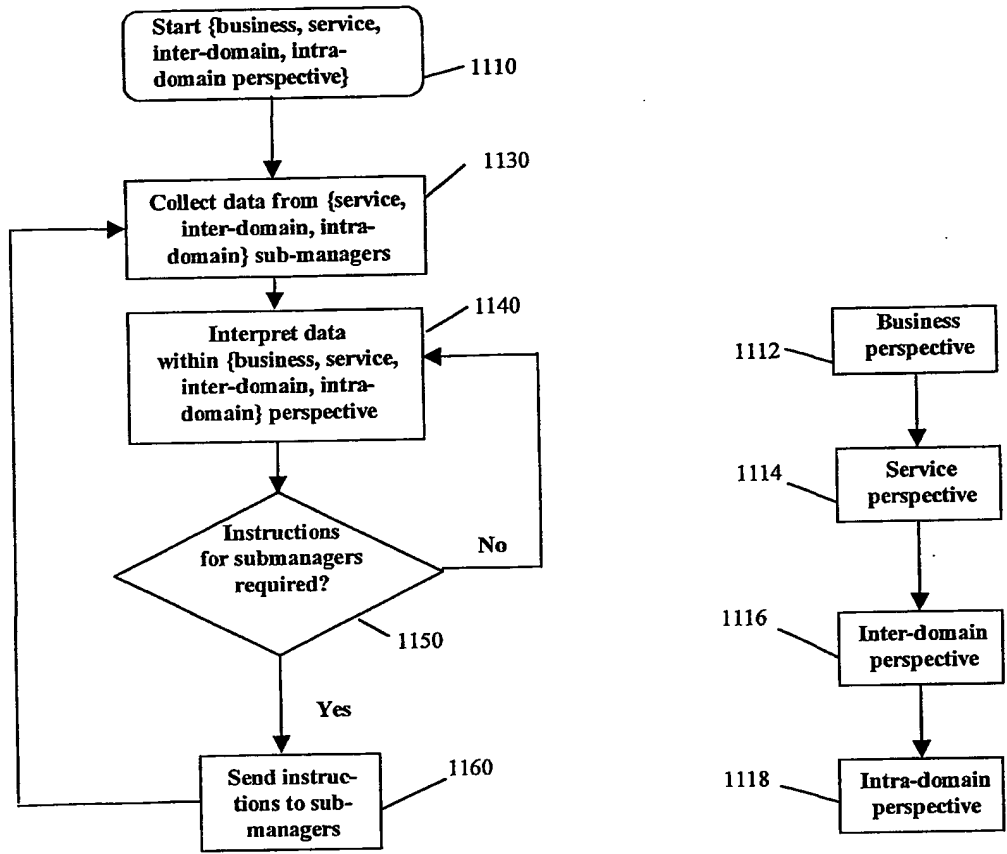 Start {business, service,
inter-domain, intra-
domain perspective}
1110
1130
Collect data from {service,
inter-domain, intra-
domain} sub-managers
1140
Interpret data
within {business, service,
inter-domain, intra-
domain} perspective
Instructions
for submanagers
required?
No
1150
Yes
Send instruc-
tions to sub-
managers
1160
Business
perspective
1112
Service
perspective
1114
Inter-domain
perspective
1116
Intra-domain
perspective
1118